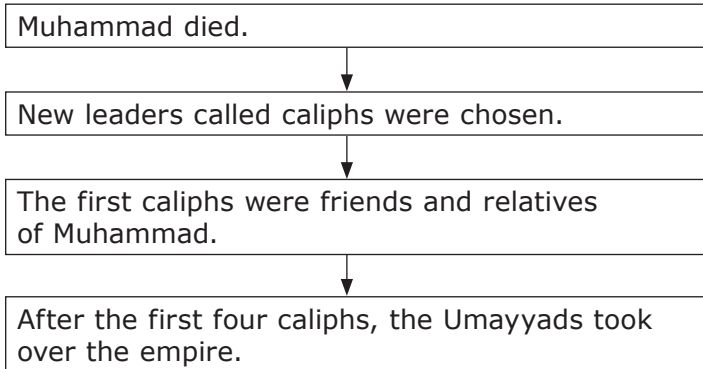 Muhammad died.
New leaders called caliphs were chosen.
The first caliphs were friends and relatives
of Muhammad.
After the first four caliphs, the Umayyads took
over the empire.